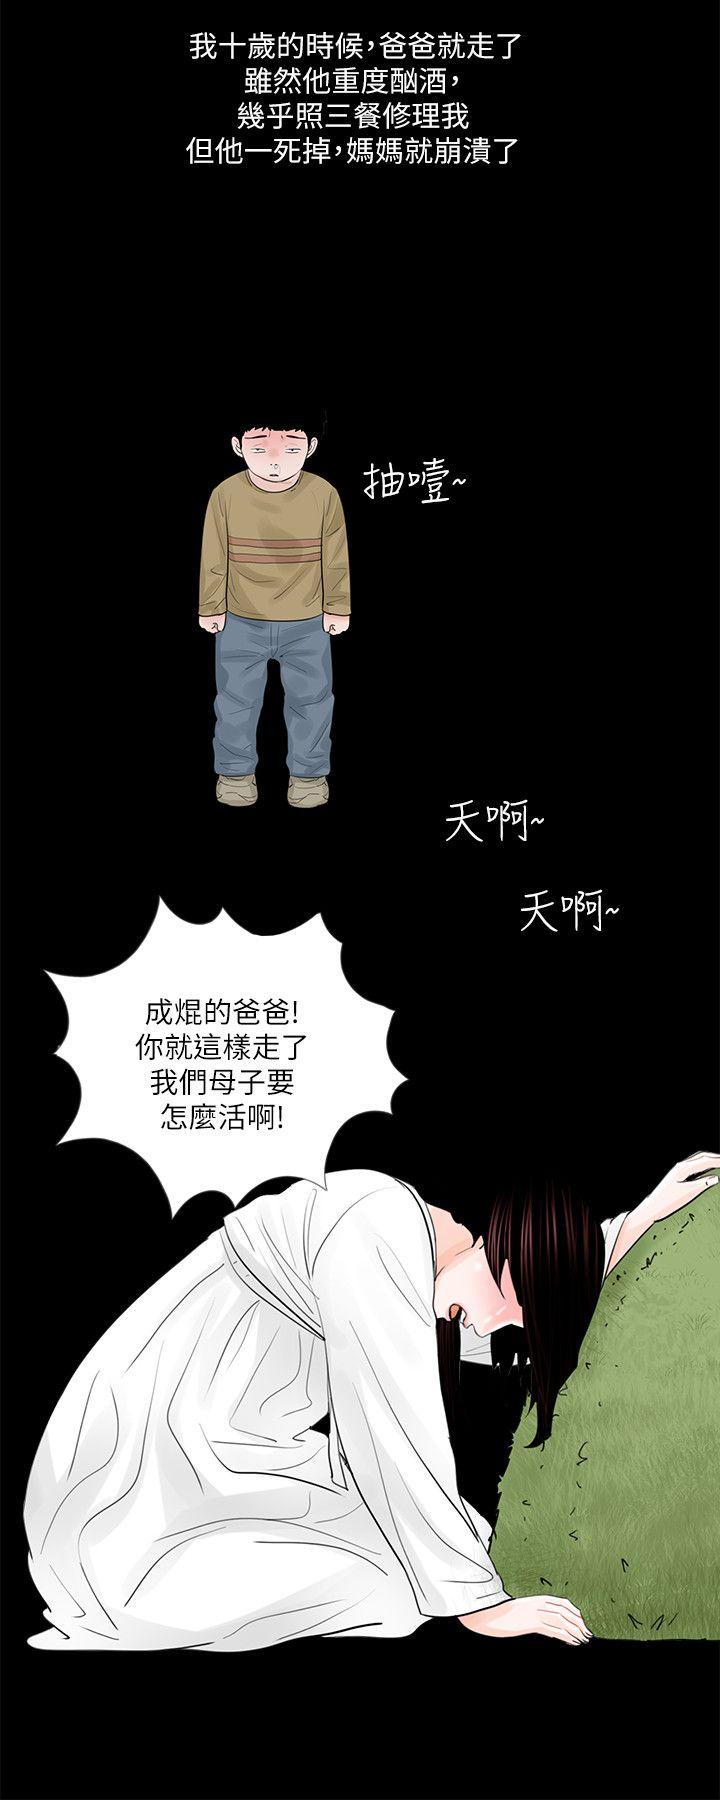 我十歲的時候,爸爸就走了
雖然他重度酗酒,
幾乎照三餐修理我
但他一死掉,媽媽就崩潰了
抽噎~
天啊~
天啊~
成焜的爸爸!
你就這樣走了
我們母子要
怎麼活啊!